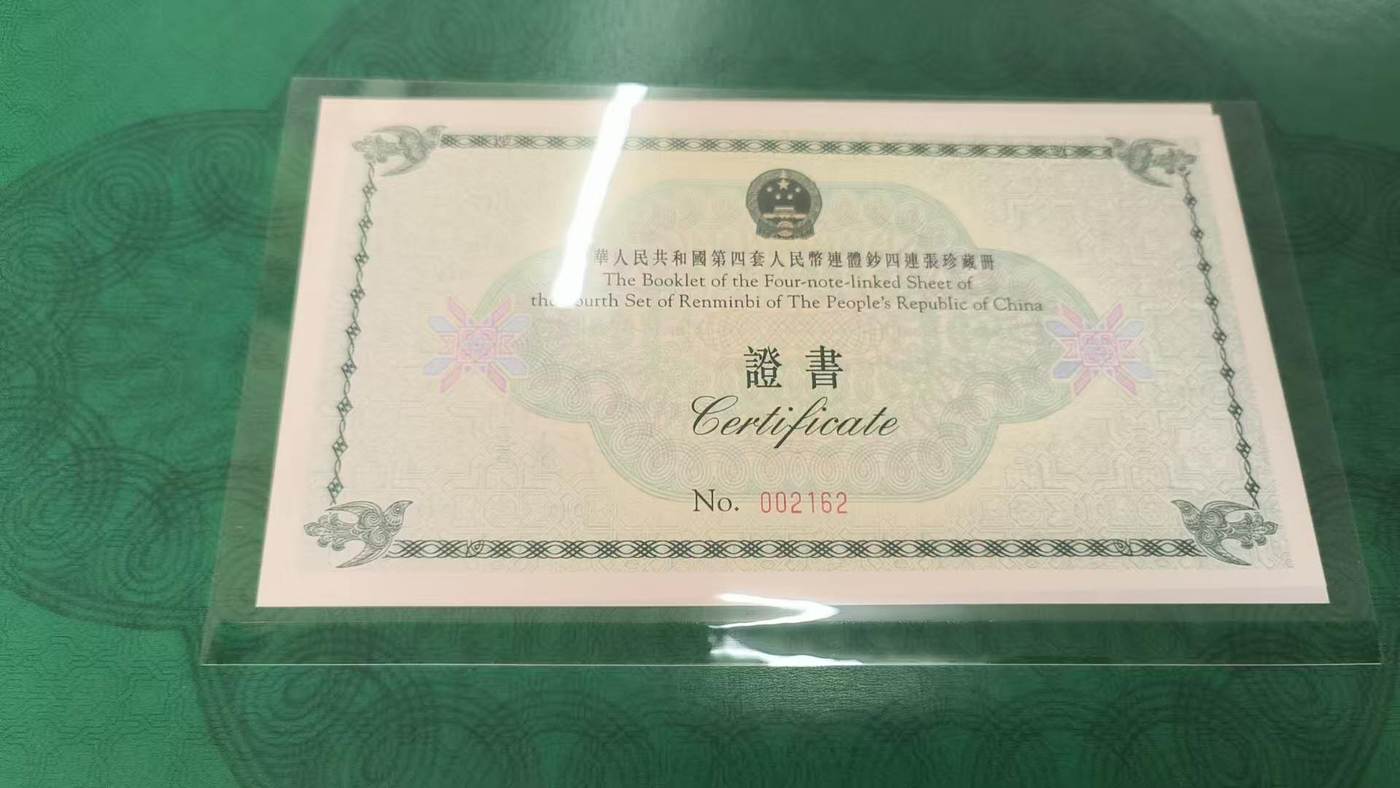 華人民共和國第四套人民幣連體鈔四連張珍藏冊
The Booklet of the Four-note-linked Sheet of
Set of Renminbi of The People's Republic of China
證書
Certificate
No. 002162